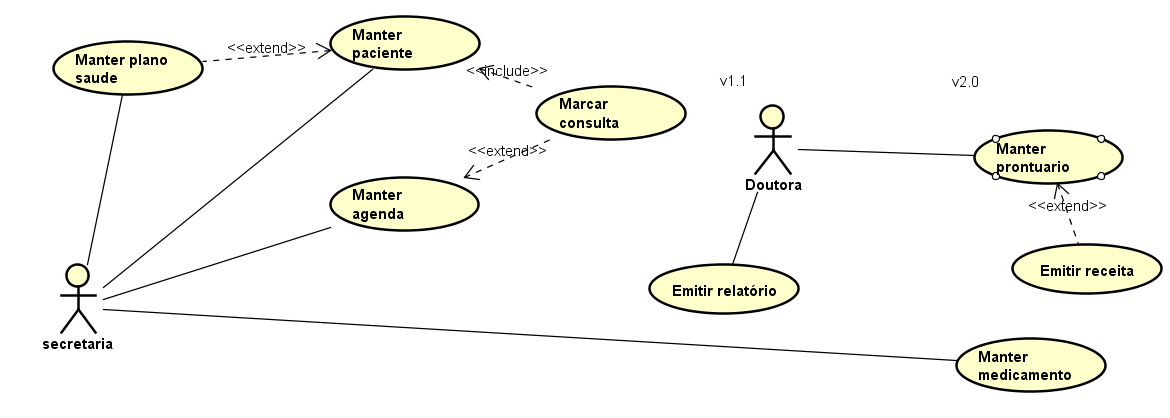 Manter plano
saude
<<extend>>
Manter
paciente
<<include>>
Marcar
consulta
<<extend>>
Manter
agenda
secretaria
v1.1
v2.0
Doutora
Manter
prontuario
<<extend>>
Emitir receita
Emitir relatório
Manter
medicamento